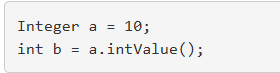 Integer a = 10;
int b = a.intValue();